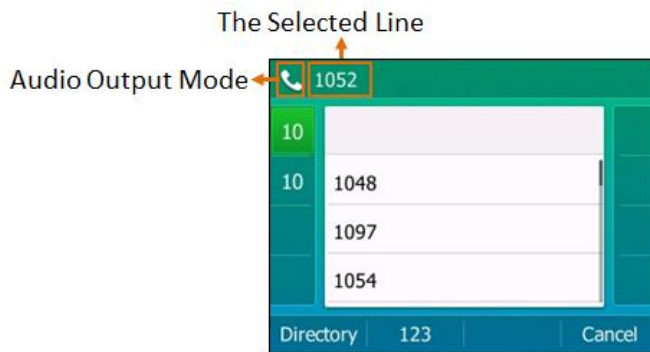 The Selected Line
Audio Output Mode
1052
10
10
1048
1097
1054
Directory 123 Cancel